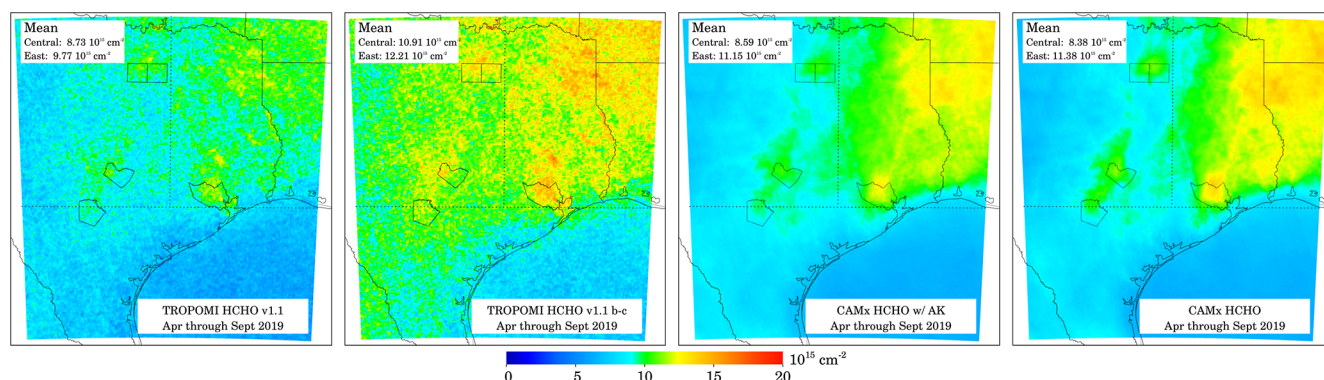 Mean
Central: 8.73 10¹⁵ cm⁻²
East: 9.77 10¹⁵ cm⁻²
TROPOMI HCHO v1.1
Apr through Sept 2019
Mean
Central: 10.91 10¹⁵ cm⁻²
East: 12.21 10¹⁵ cm⁻²
TROPOMI HCHO v1.1 b-c
Apr through Sept 2019
Mean
Central: 8.59 10¹⁵ cm⁻²
East: 11.15 10¹⁵ cm⁻²
CAMx HCHO w/ AK
Apr through Sept 2019
Mean
Central: 8.38 10¹⁵ cm⁻²
East: 11.38 10¹⁵ cm⁻²
CAMx HCHO
Apr through Sept 2019
10¹⁵ cm⁻²
0 5 10 15 20